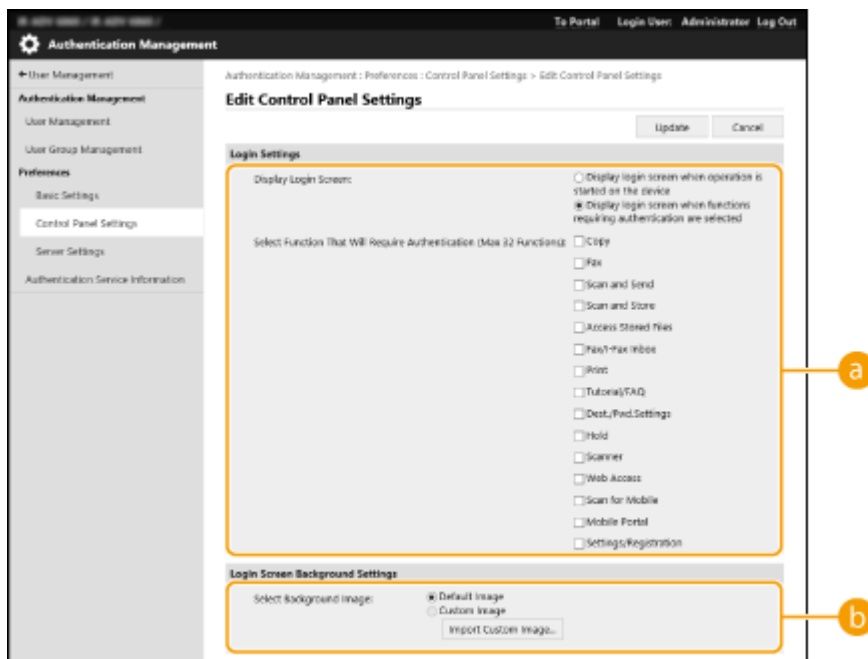 To Portal Login User: Administrator Log Out
Authentication Management
User Management
Authentication Management : Preferences : Control Panel Settings > Edit Control Panel Settings
Authentication Management
Edit Control Panel Settings
User Management
Update Cancel
User Group Management
Login Settings
Preferences
Display Login Screen:
Display login screen when operation is
started on the device
Basic Settings
Display login screen when functions
requiring authentication are selected
Control Panel Settings
Select Function That Will Require Authentication (Max 32 Functions):
Copy
Server Settings
Fax
Authentication Service Information
Scan and Send
Scan and Store
Access Stored Files
Fax/I-Fax Inbox
a
Print
Tutorial/FAQ
Dest./Fwd.Settings
Hold
Scanner
Web Access
Scan for Mobile
Mobile Portal
Settings/Registration
Login Screen Background Settings
Select Background Image:
Default Image
Custom Image
b
Import Custom Image...